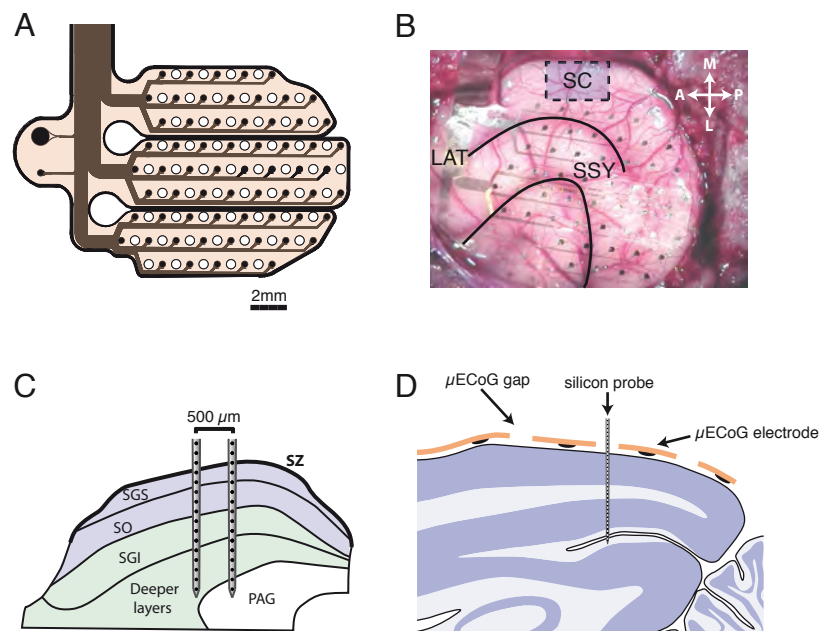 A
2mm
B
SC
M
A P
L
LAT
SSY
C
500 µm
SZ
SGS
SO
SGI
Deeper
layers
PAG
D
µECoG gap
silicon probe
µECoG electrode